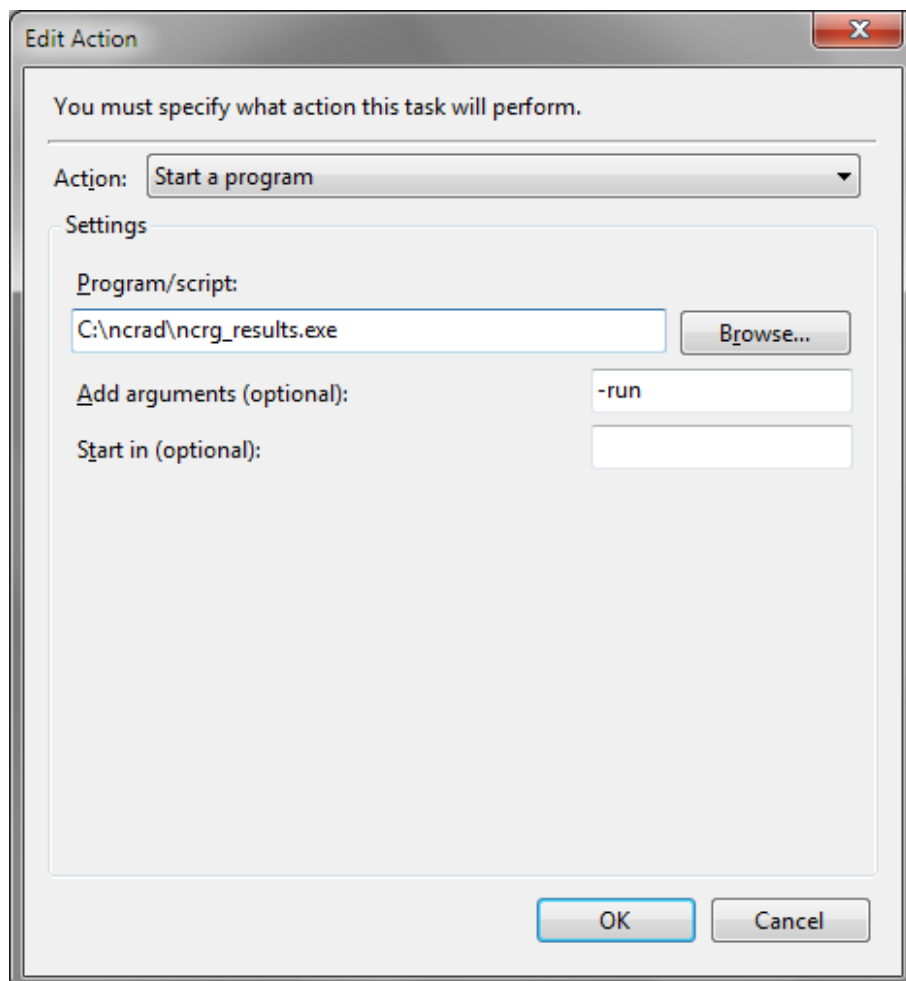 Edit Action
You must specify what action this task will perform.
Action: Start a program
Settings
Program/script:
C:\ncrad\ncrg_results.exe Browse...
Add arguments (optional): -run
Start in (optional):
OK Cancel